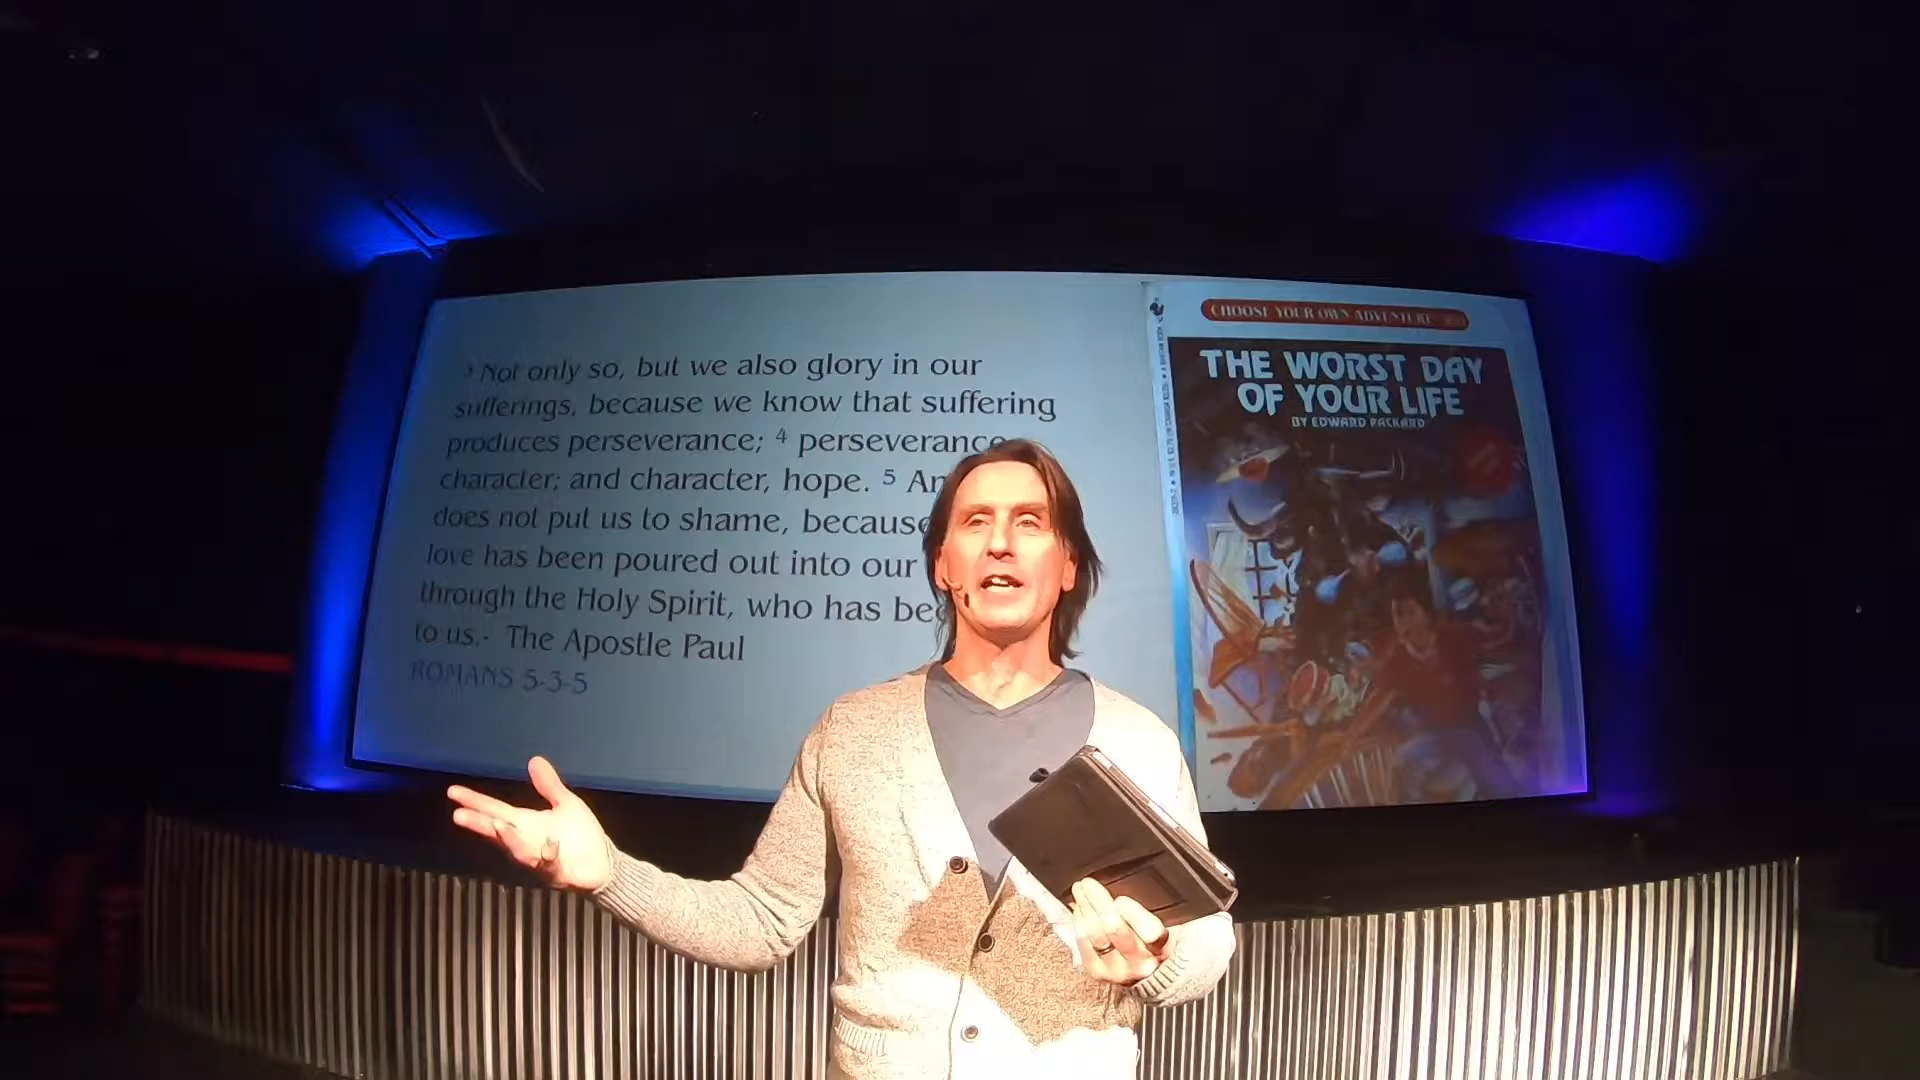 3 Not only so, but we also glory in our
sufferings, because we know that suffering
produces perseverance; 4 perseverance
character; and character, hope. 5
does not put us to shame, because
love has been poured out into our
through the Holy Spirit, who has
to us.- The Apostle Paul
ROMANS 5-3-5
CHOOSE YOUR OWN ADVENTURE
THE WORST DAY
OF YOUR LIFE
BY EDWARD PACKARD